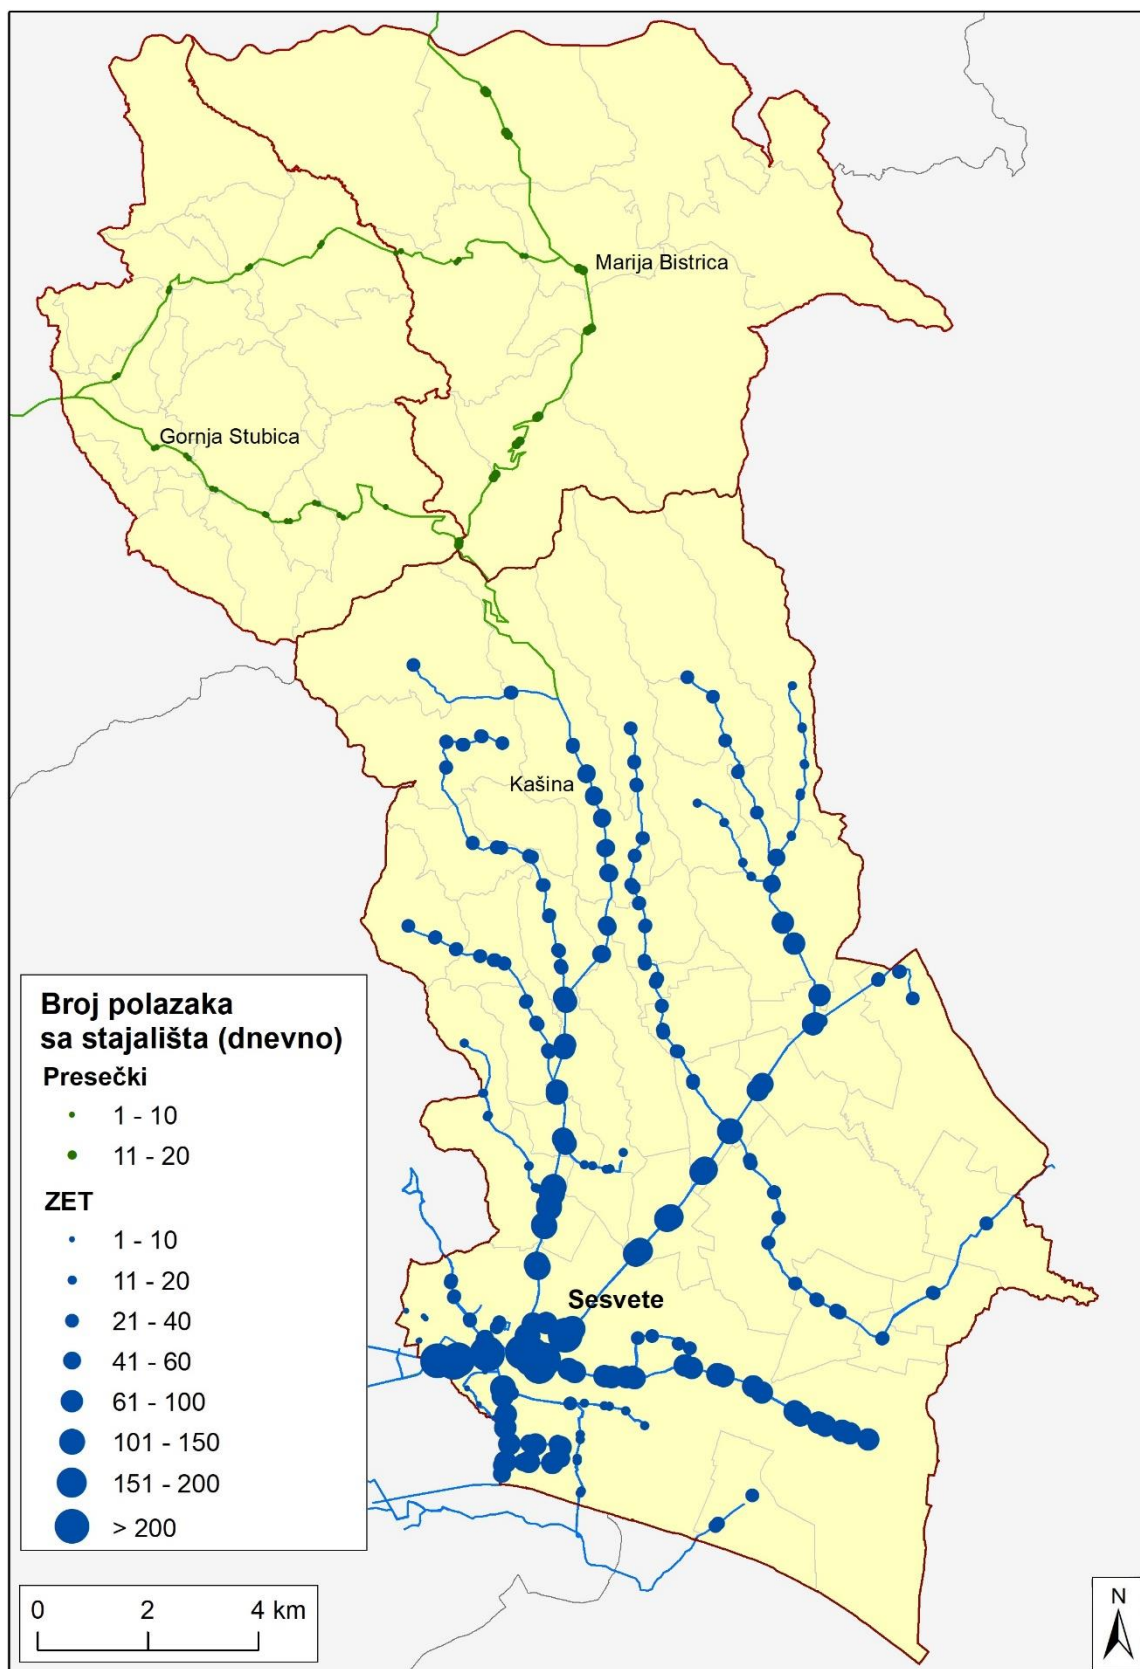 Marija Bistrica
Gornja Stubica
Kašina
Sesvete
Broj polazaka
sa stajališta (dnevno)
Presečki
1 - 10
11 - 20
ZET
1 - 10
11 - 20
21 - 40
41 - 60
61 - 100
101 - 150
151 - 200
> 200
0 2 4 km
N